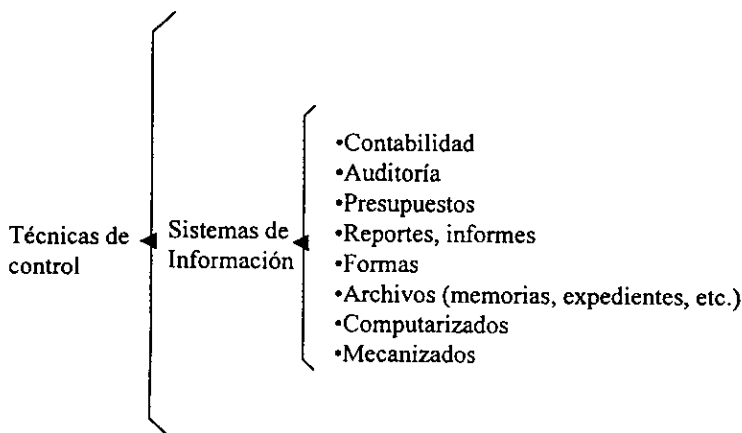 Técnicas de
control
Sistemas de
Información
•Contabilidad
•Auditoría
•Presupuestos
•Reportes, informes
•Formas
•Archivos (memorias, expedientes, etc.)
•Computarizados
•Mecanizados